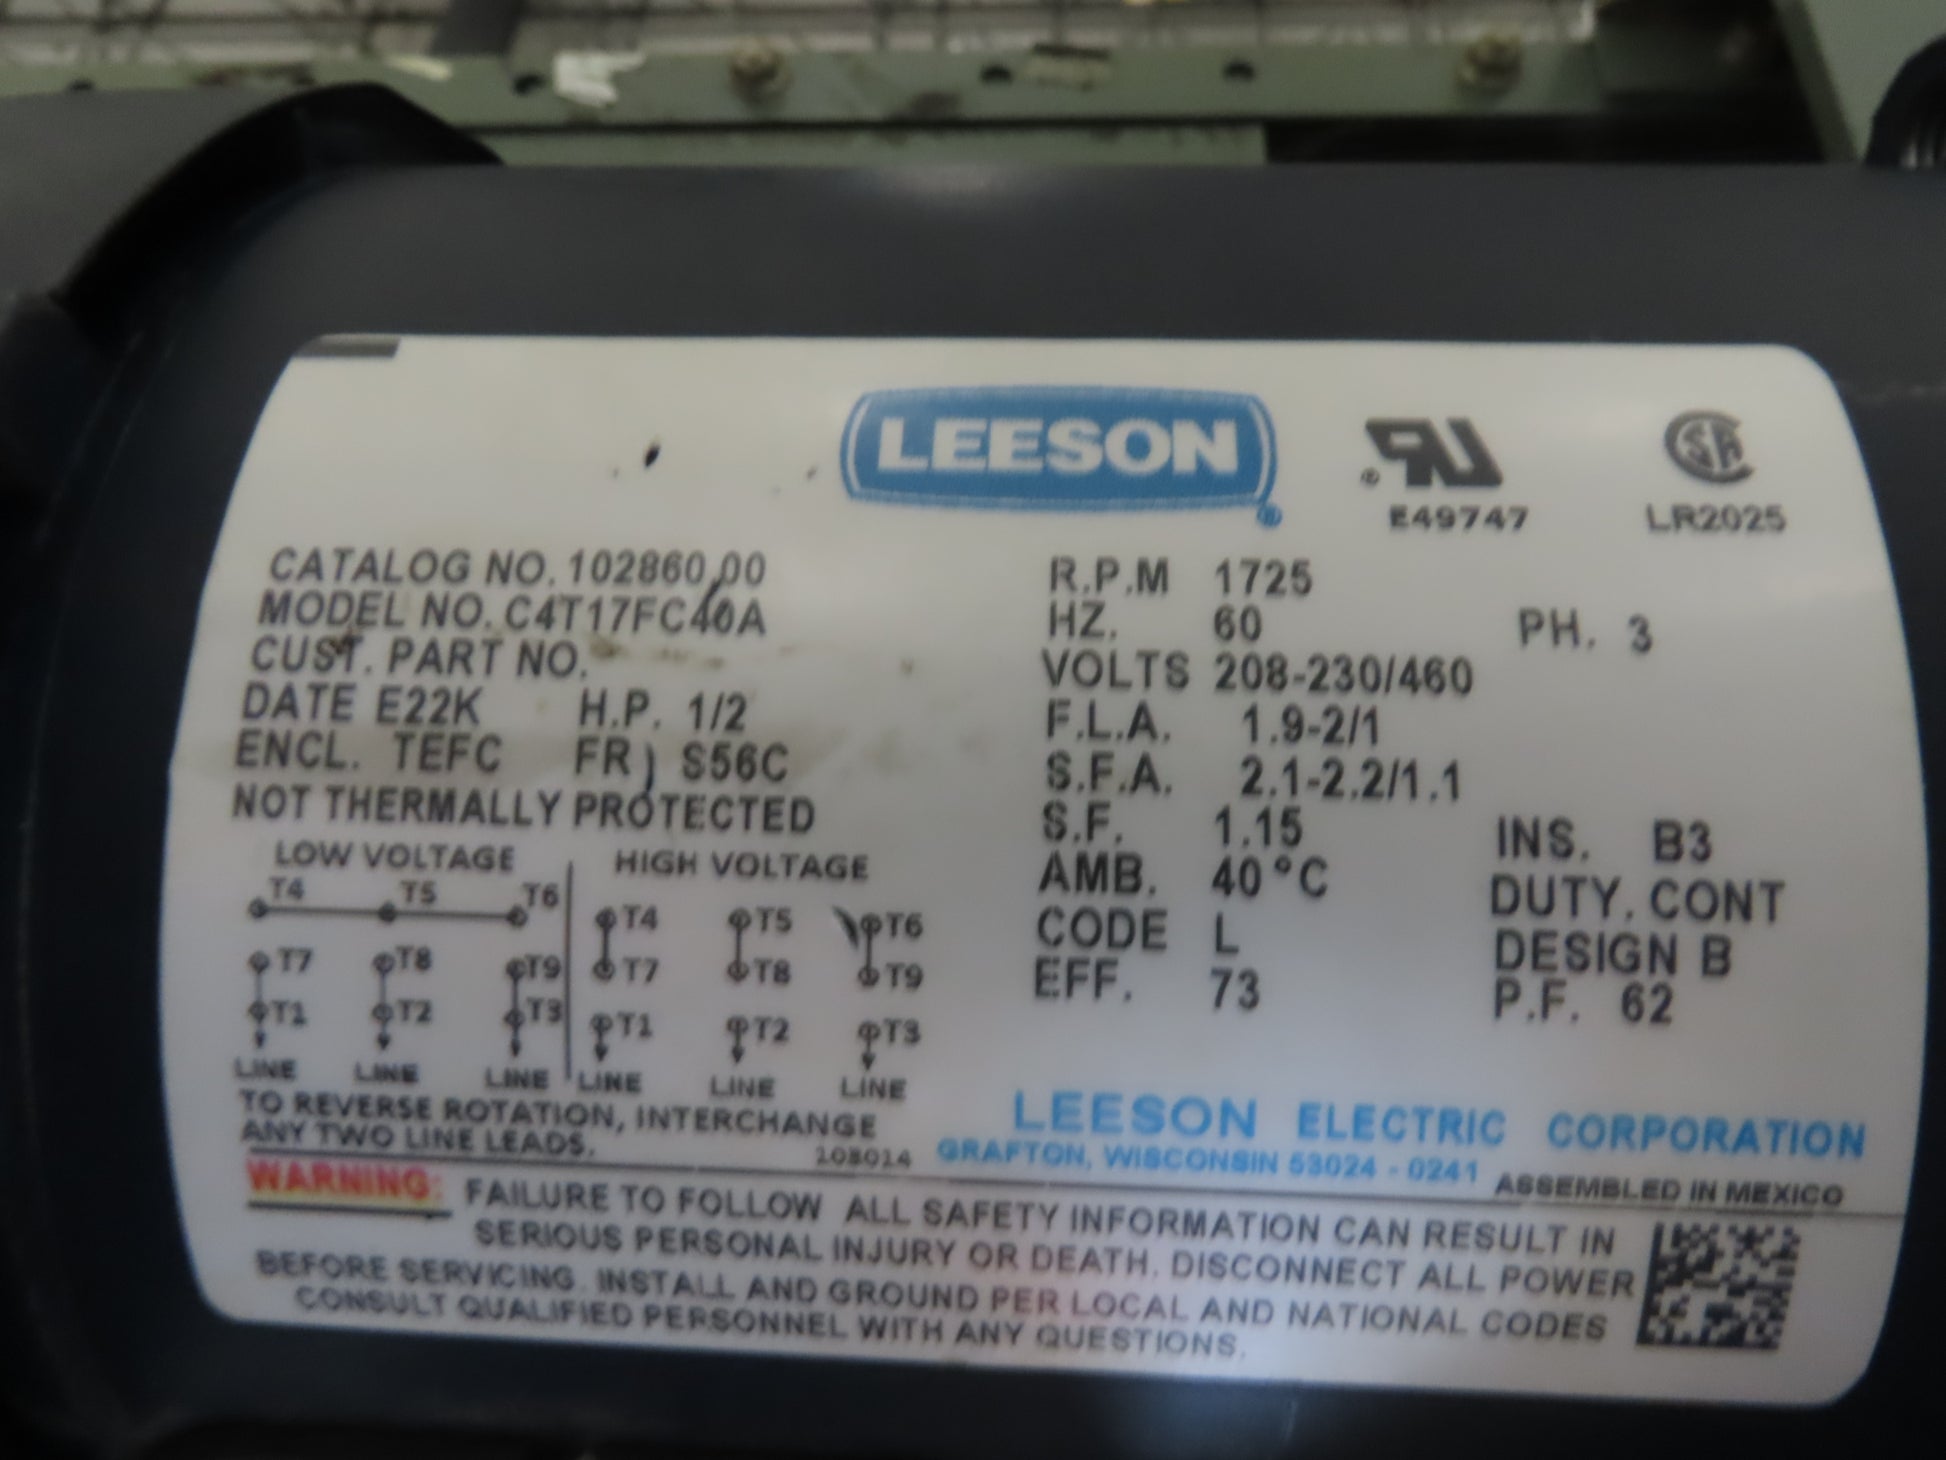 LEESON
E49747
LR2025
CATALOG NO. 102860.00
MODEL NO. C4T17FC40A
CUST. PART NO.
DATE E22K H.P. 1/2
ENCL. TEFC FR S56C
NOT THERMALLY PROTECTED
R.P.M 1725
HZ. 60 PH. 3
VOLTS 208-230/460
F.L.A. 1.9-2/1
S.F.A. 2.1-2.2/1.1
S.F. 1.15 INS. B3
AMB. 40°C DUTY. CONT
CODE L DESIGN B
EFF. 73 P.F. 62
LOW VOLTAGE HIGH VOLTAGE
T4 T5 T6 T4 T5 T6
T7 T8 T9 T7 T8 T9
T1 T2 T3 T1 T2 T3
LINE LINE LINE LINE LINE LINE
TO REVERSE ROTATION, INTERCHANGE
ANY TWO LINE LEADS. 108014
LEESON ELECTRIC CORPORATION
GRAFTON, WISCONSIN 53024 - 0241 ASSEMBLED IN MEXICO
WARNING: FAILURE TO FOLLOW ALL SAFETY INFORMATION CAN RESULT IN
SERIOUS PERSONAL INJURY OR DEATH. DISCONNECT ALL POWER
BEFORE SERVICING. INSTALL AND GROUND PER LOCAL AND NATIONAL CODES
CONSULT QUALIFIED PERSONNEL WITH ANY QUESTIONS.